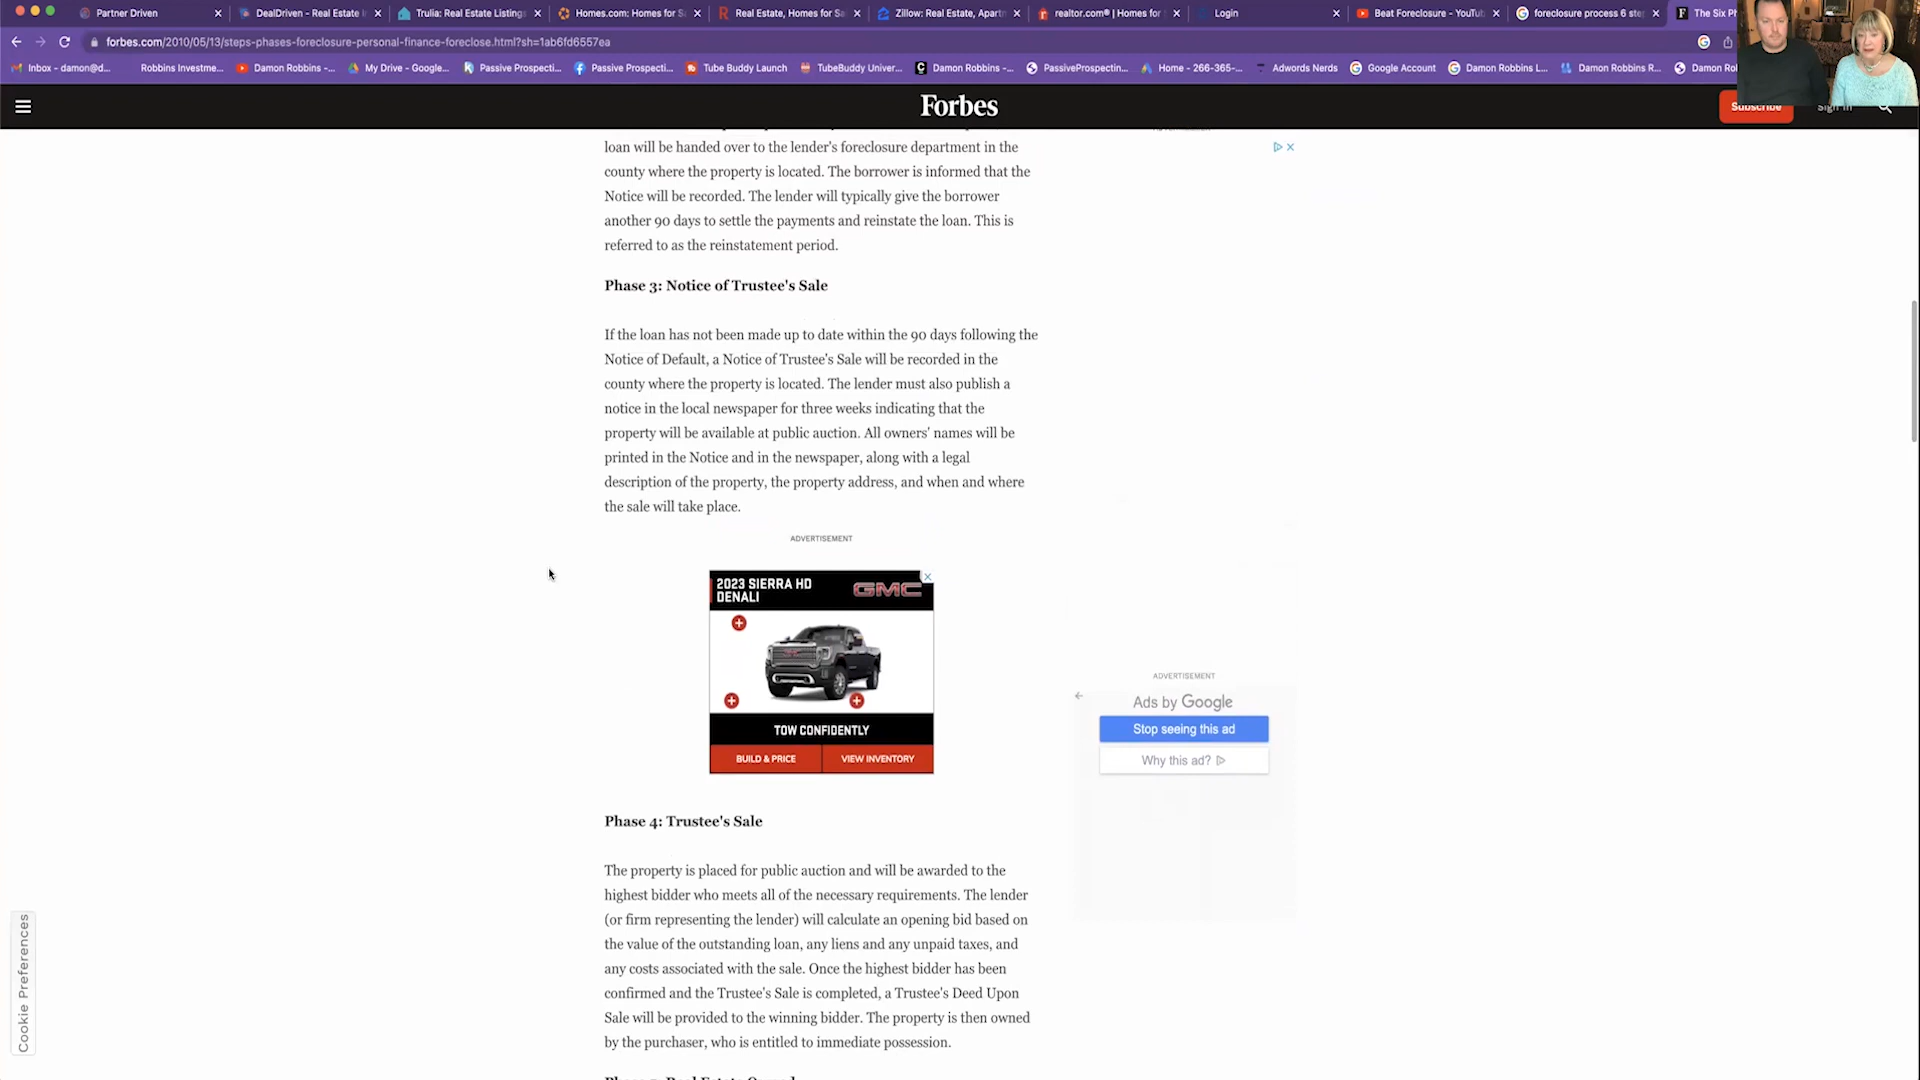 Partner Driven
DealDriven - Real Estate I
Trulia: Real Estate Listings
Homes.com: Homes for S
Real Estate, Homes for Sa
Zillow: Real Estate, Apart
realtor.com® | Homes for
Login
Beat Foreclosure - YouTu
foreclosure process 6 ste
The Six Ph
forbes.com/2010/05/13/steps-phases-foreclosure-personal-finance-foreclose.html?sh=1ab6fd6557ea
Inbox - damon@d...
Robbins Investme...
Damon Robbins -...
My Drive - Google...
Passive Prospecti...
Passive Prospecti...
Tube Buddy Launch
TubeBuddy Univer...
Damon Robbins -...
PassiveProspectin...
Home - 266-365-...
Adwords Nerds
Google Account
Damon Robbins L...
Damon Robbins R...
Damon Ro
Forbes
Subscribe
Sign In
loan will be handed over to the lender's foreclosure department in the
county where the property is located. The borrower is informed that the
Notice will be recorded. The lender will typically give the borrower
another 90 days to settle the payments and reinstate the loan. This is
referred to as the reinstatement period.
Phase 3: Notice of Trustee's Sale
If the loan has not been made up to date within the 90 days following the
Notice of Default, a Notice of Trustee's Sale will be recorded in the
county where the property is located. The lender must also publish a
notice in the local newspaper for three weeks indicating that the
property will be available at public auction. All owners' names will be
printed in the Notice and in the newspaper, along with a legal
description of the property, the property address, and when and where
the sale will take place.
ADVERTISEMENT
2023 SIERRA HD
DENALI
GMC
TOW CONFIDENTLY
BUILD & PRICE
VIEW INVENTORY
ADVERTISEMENT
Ads by Google
Stop seeing this ad
Why this ad?
Phase 4: Trustee's Sale
The property is placed for public auction and will be awarded to the
highest bidder who meets all of the necessary requirements. The lender
(or firm representing the lender) will calculate an opening bid based on
the value of the outstanding loan, any liens and any unpaid taxes, and
any costs associated with the sale. Once the highest bidder has been
confirmed and the Trustee's Sale is completed, a Trustee's Deed Upon
Sale will be provided to the winning bidder. The property is then owned
by the purchaser, who is entitled to immediate possession.
Cookie Preferences